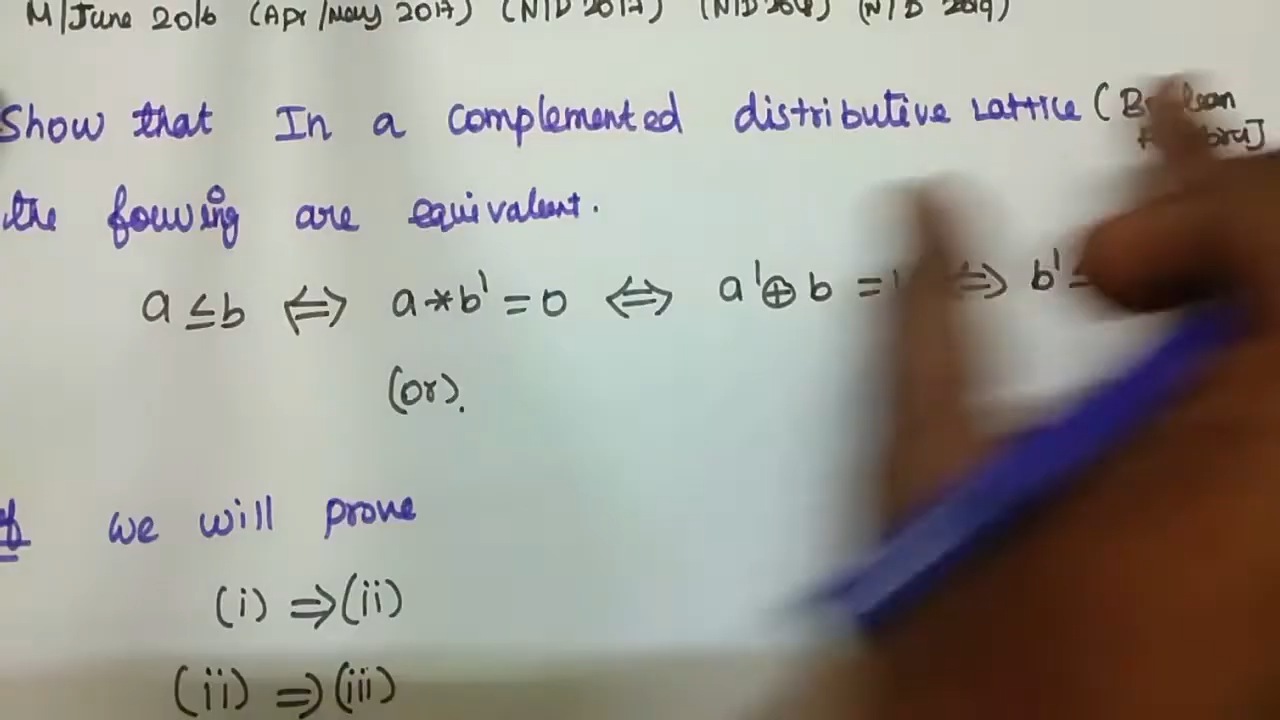 M/June 2016 (Apr/May 2017) (N/D 2017) (N/D 2018) (N/D 2019)
Show that In a complemented distributive Lattice (
the fowing are equivalent.
a ≤ b ⇔ a * b' = 0 ⇔ a' ⊕ b = 1 ⇔ b' ≤
(or).
we will prove
(i) ⇒ (ii)
(ii) ⇒ (iii)